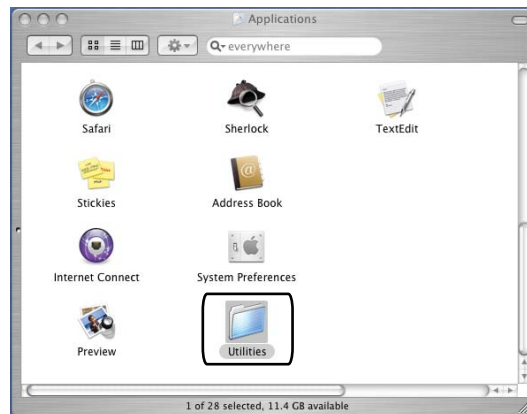 Applications
everywhere
Safari
Sherlock
TextEdit
Stickies
Address Book
Internet Connect
System Preferences
Preview
Utilities
1 of 28 selected, 11.4 GB available